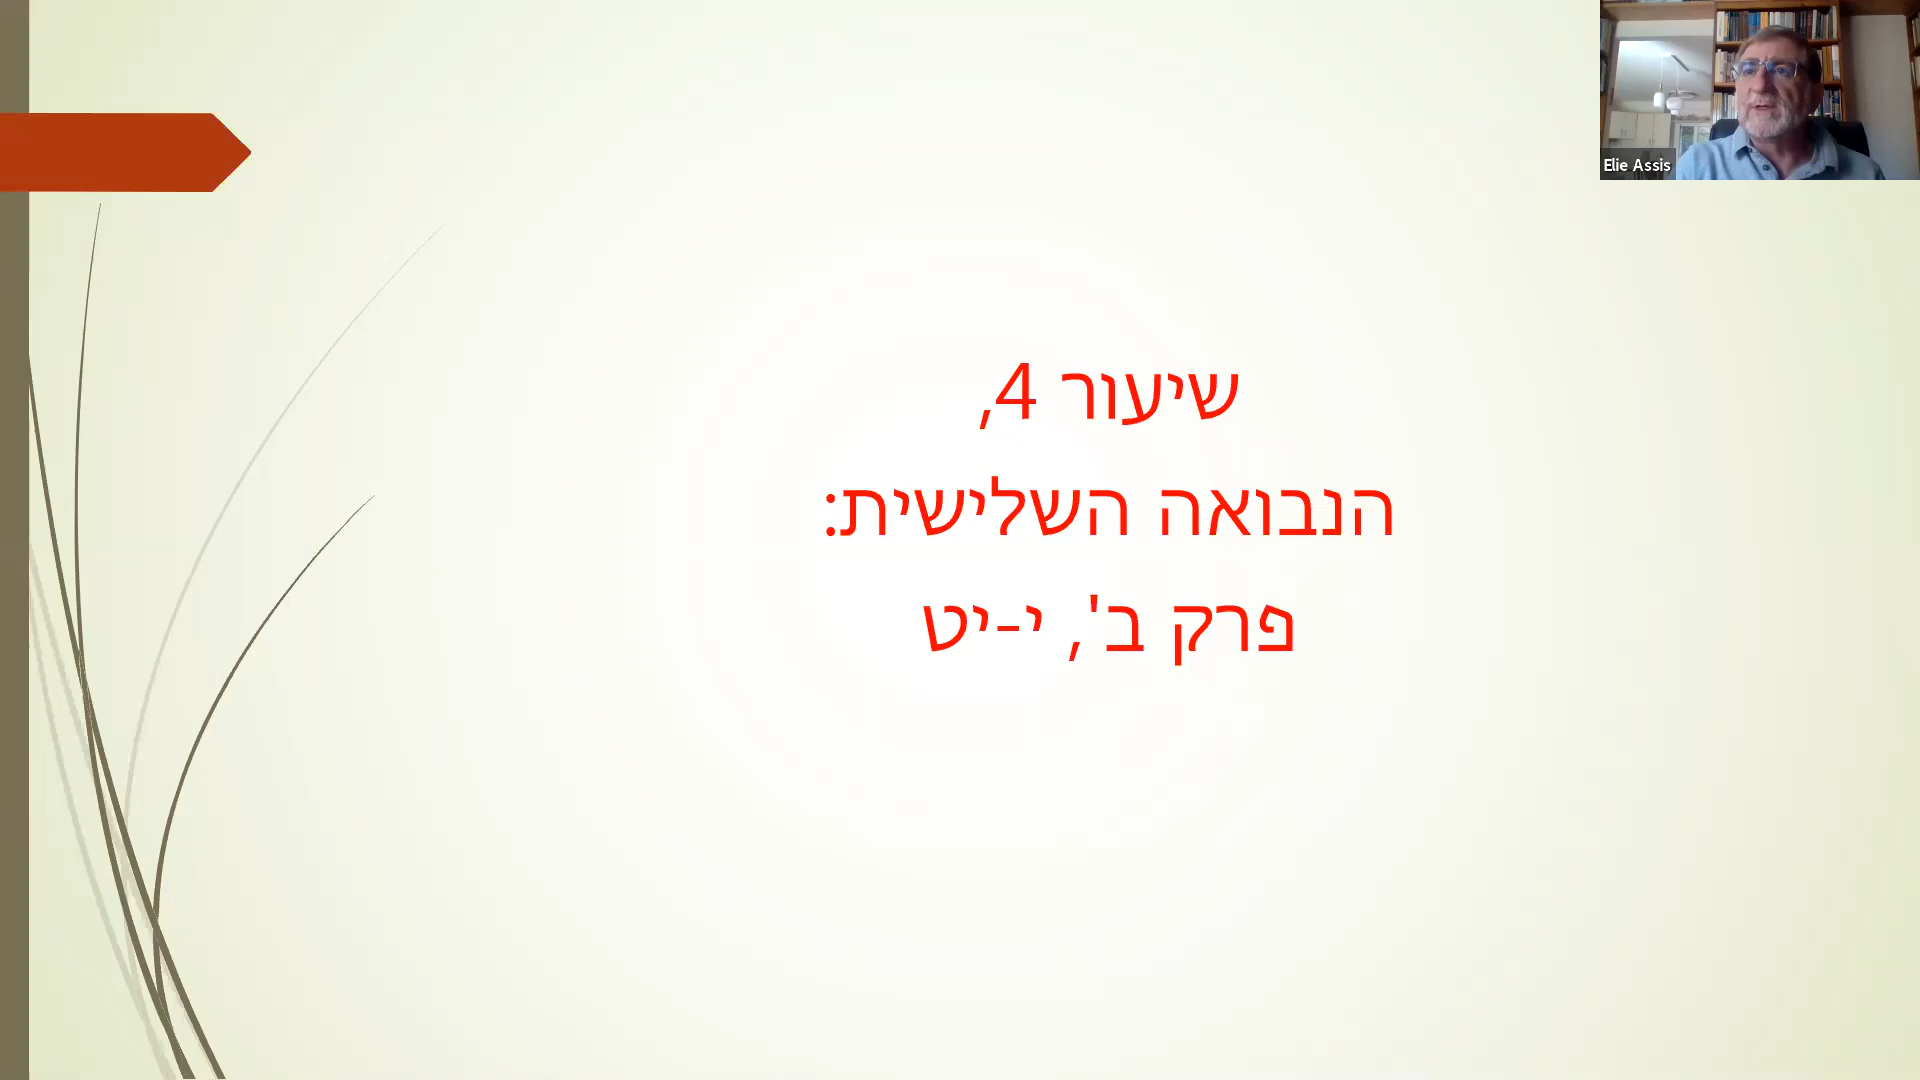 שיעור 4,
הנבואה השלישית:
פרק ב', י-יט
Elie Assis